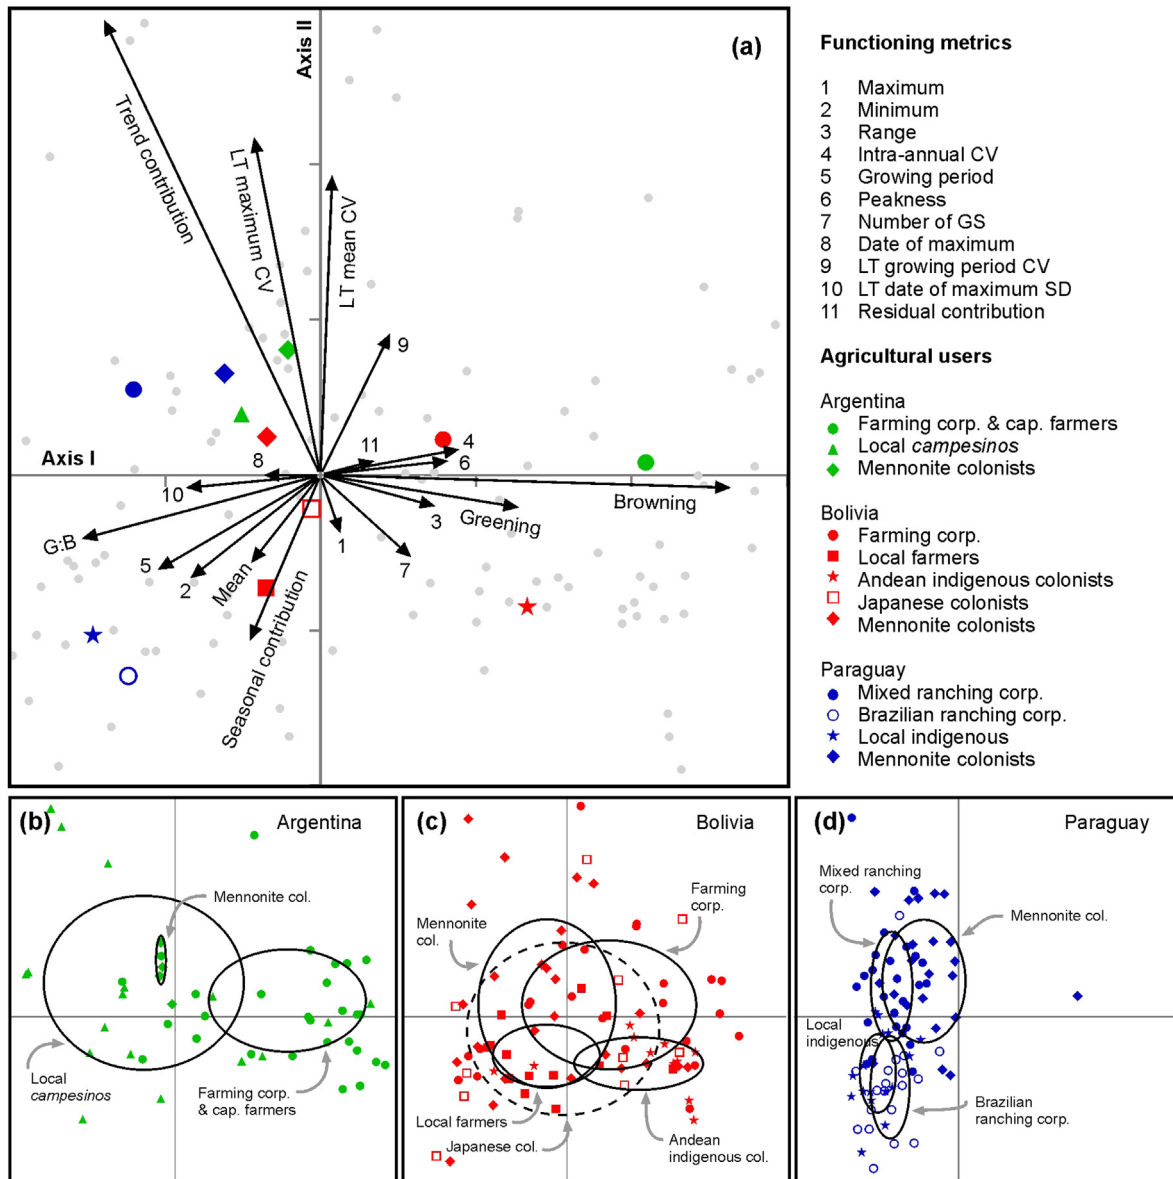 Axis II
(a)
Trend contribution
LT maximum CV
LT mean CV
9
Axis I
8
11
4
6
10
Browning
Greening
3
G:B
1
5
2
Mean
7
Seasonal contribution
Functioning metrics
1 Maximum
2 Minimum
3 Range
4 Intra-annual CV
5 Growing period
6 Peakness
7 Number of GS
8 Date of maximum
9 LT growing period CV
10 LT date of maximum SD
11 Residual contribution
Agricultural users
Argentina
Farming corp. & cap. farmers
Local campesinos
Mennonite colonists
Bolivia
Farming corp.
Local farmers
Andean indigenous colonists
Japanese colonists
Mennonite colonists
Paraguay
Mixed ranching corp.
Brazilian ranching corp.
Local indigenous
Mennonite colonists
(b)
Argentina
Mennonite col.
Local
campesinos
Farming corp.
& cap. farmers
(c)
Bolivia
Mennonite
col.
Farming
corp.
Local farmers
Japanese col.
Andean
indigenous col.
(d)
Paraguay
Mixed ranching
corp.
Mennonite col.
Local
indigenous
Brazilian
ranching corp.